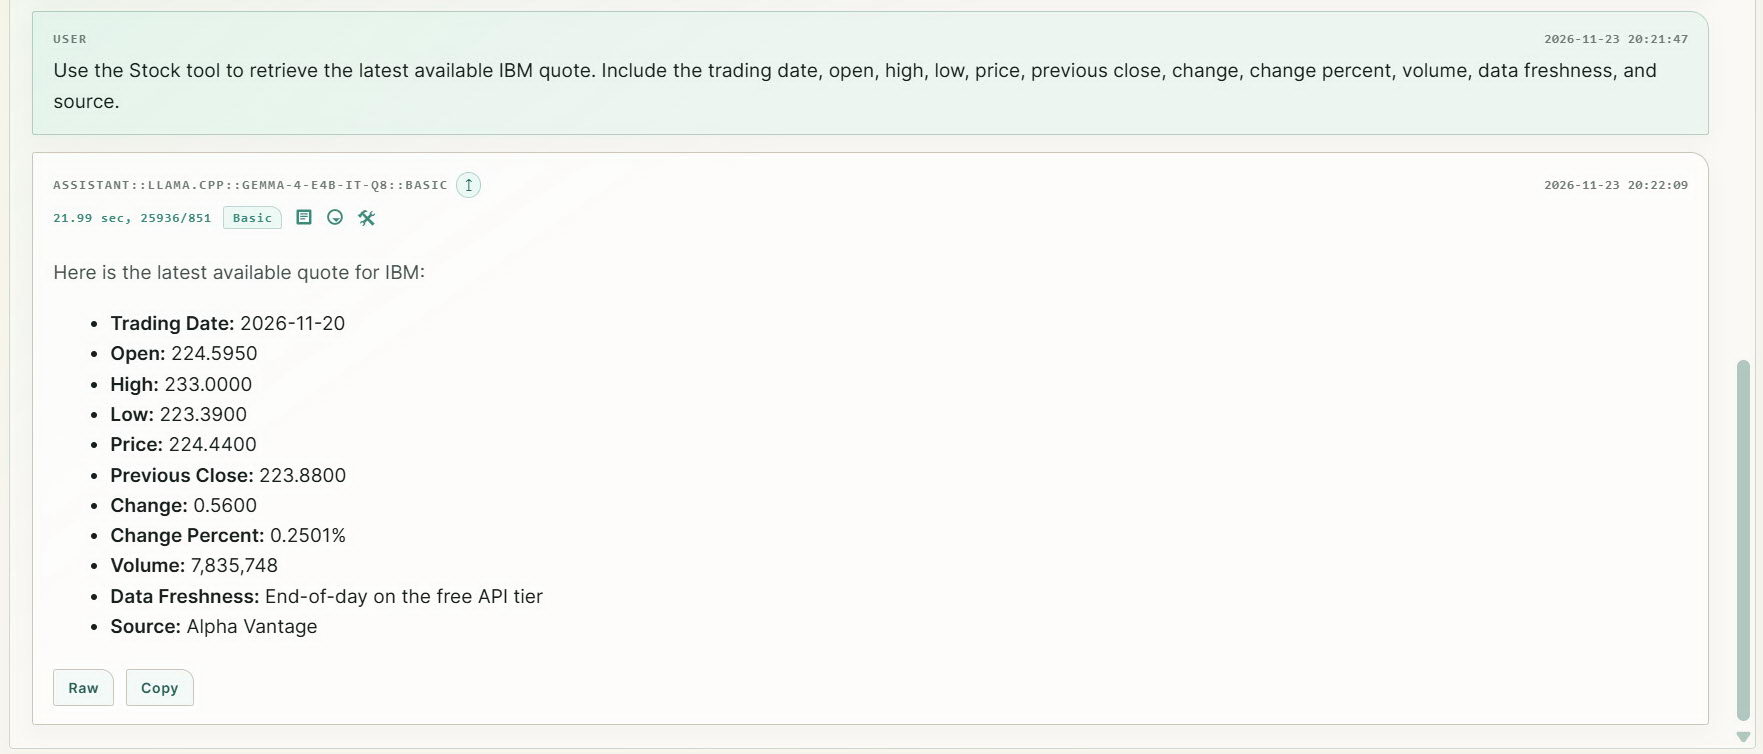 USER
2026-11-23 20:21:47
Use the Stock tool to retrieve the latest available IBM quote. Include the trading date, open, high, low, price, previous close, change, change percent, volume, data freshness, and
source.
ASSISTANT::LLAMA.CPP::GEMMA-4-E4B-IT-Q8::BASIC
2026-11-23 20:22:09
21.99 sec, 25936/851 Basic
Here is the latest available quote for IBM:
• Trading Date: 2026-11-20
• Open: 224.5950
• High: 233.0000
• Low: 223.3900
• Price: 224.4400
• Previous Close: 223.8800
• Change: 0.5600
• Change Percent: 0.2501%
• Volume: 7,835,748
• Data Freshness: End-of-day on the free API tier
• Source: Alpha Vantage
Raw Copy